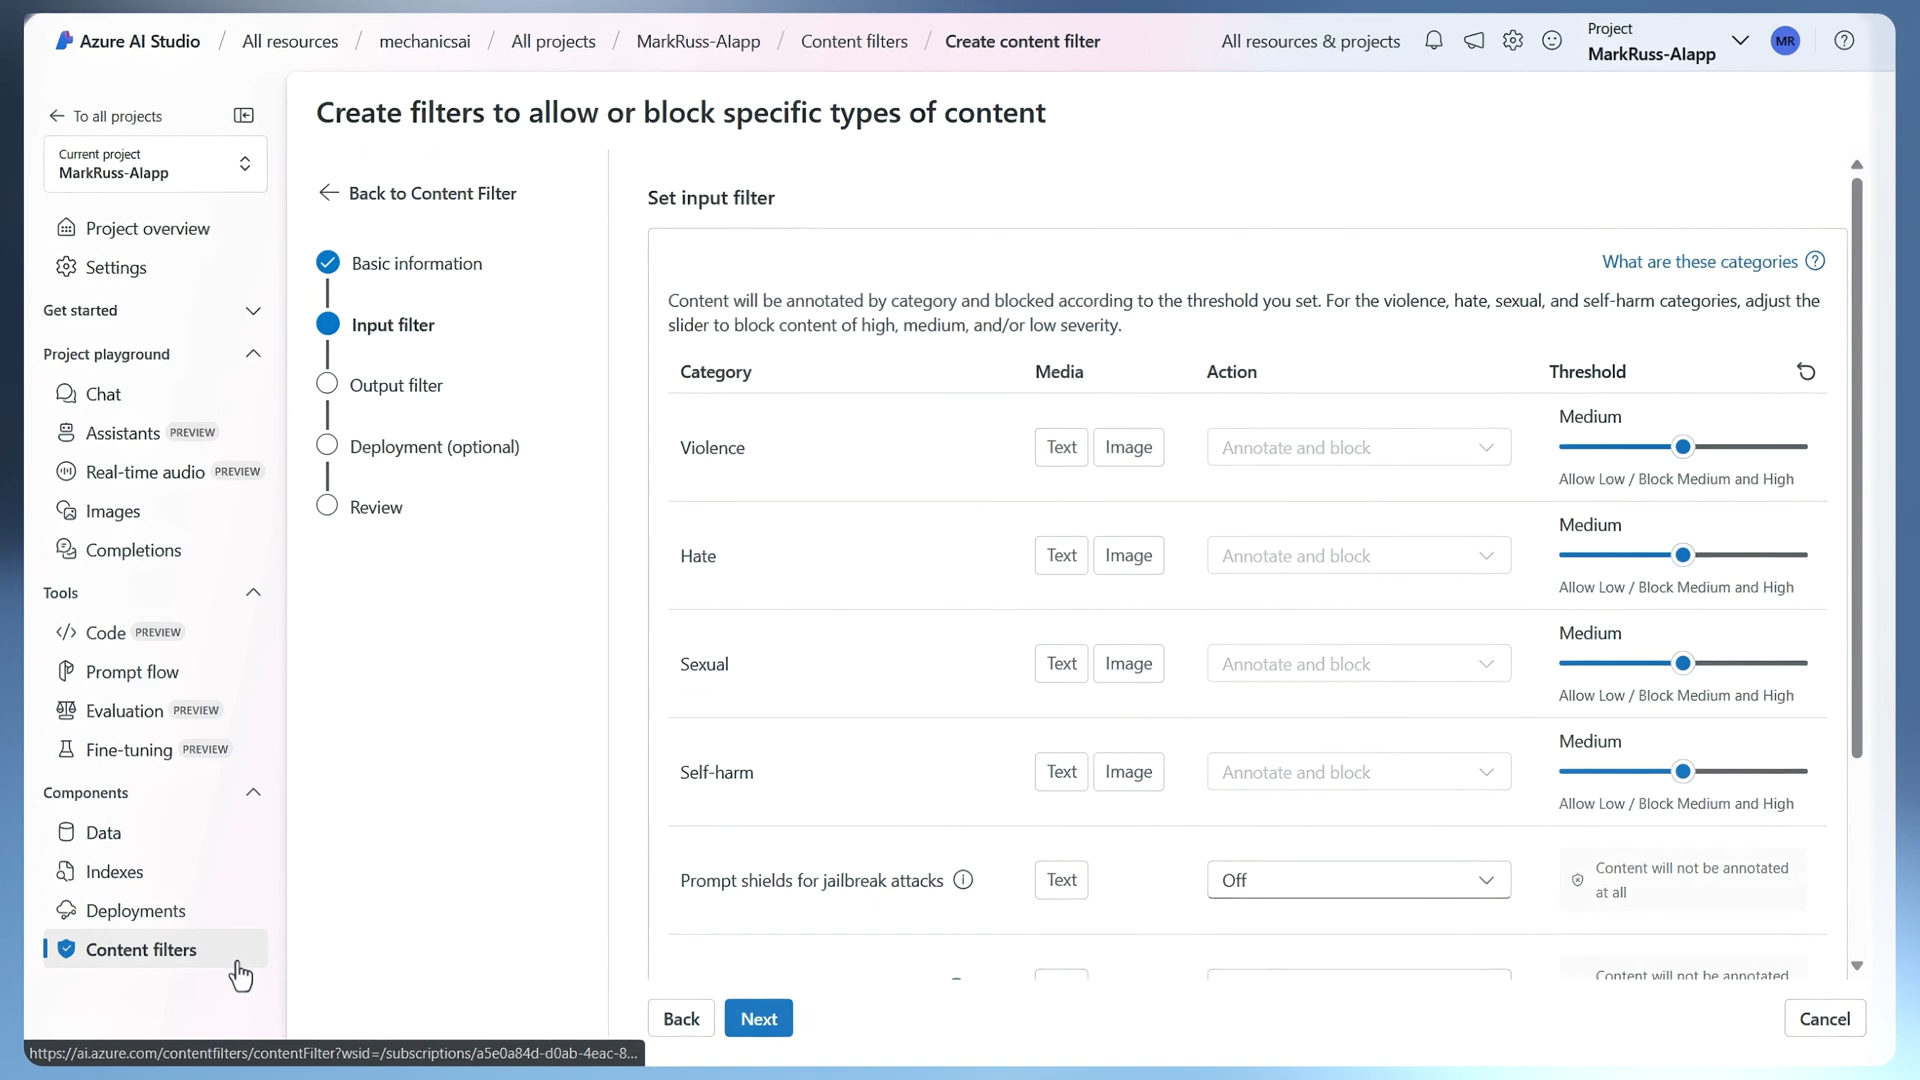 Azure AI Studio / All resources / mechanicsai / All projects / MarkRuss-AIapp / Content filters / Create content filter
All resources & projects
Project
MarkRuss-AIapp
MR
To all projects
Current project
MarkRuss-AIapp
Project overview
Settings
Get started
Project playground
Chat
Assistants PREVIEW
Real-time audio PREVIEW
Images
Completions
Tools
Code PREVIEW
Prompt flow
Evaluation PREVIEW
Fine-tuning PREVIEW
Components
Data
Indexes
Deployments
Content filters
https://ai.azure.com/contentfilters/contentFilter?wsid=/subscriptions/a5e0a84d-d0ab-4eac-8...
Create filters to allow or block specific types of content
Back to Content Filter
Basic information
Input filter
Output filter
Deployment (optional)
Review
Set input filter
What are these categories
Content will be annotated by category and blocked according to the threshold you set. For the violence, hate, sexual, and self-harm categories, adjust the
slider to block content of high, medium, and/or low severity.
Category Media Action Threshold
Medium
Violence Text Image Annotate and block
Allow Low / Block Medium and High
Medium
Hate Text Image Annotate and block
Allow Low / Block Medium and High
Medium
Sexual Text Image Annotate and block
Allow Low / Block Medium and High
Medium
Self-harm Text Image Annotate and block
Allow Low / Block Medium and High
Prompt shields for jailbreak attacks Text Off
Content will not be annotated
at all
Content will not be annotated
Back Next Cancel